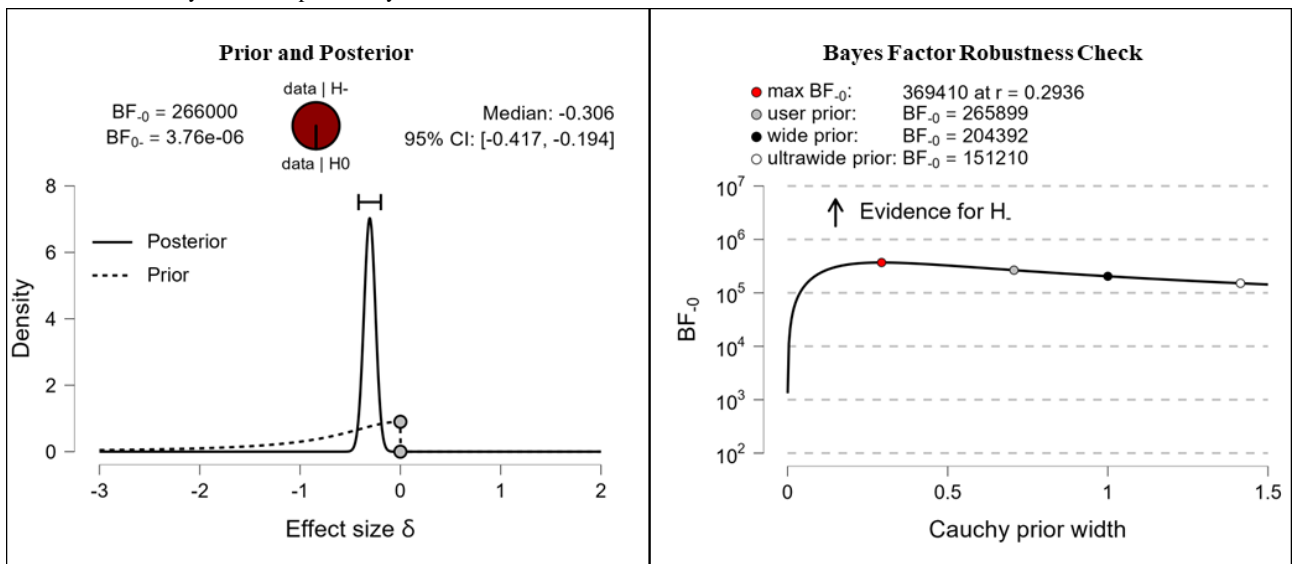 Prior and Posterior
data | H-
BF-0 = 266000
BF0- = 3.76e-06
Median: -0.306
95% CI: [-0.417, -0.194]
data | H0
8
6
4
2
0
Density
Posterior
Prior
-3 -2 -1 0 1 2
Effect size δ
Bayes Factor Robustness Check
max BF-0: 369410 at r = 0.2936
user prior: BF-0 = 265899
wide prior: BF-0 = 204392
ultrawide prior: BF-0 = 151210
10^7
10^6
10^5
10^4
10^3
10^2
BF-0
Evidence for H-
0 0.5 1 1.5
Cauchy prior width